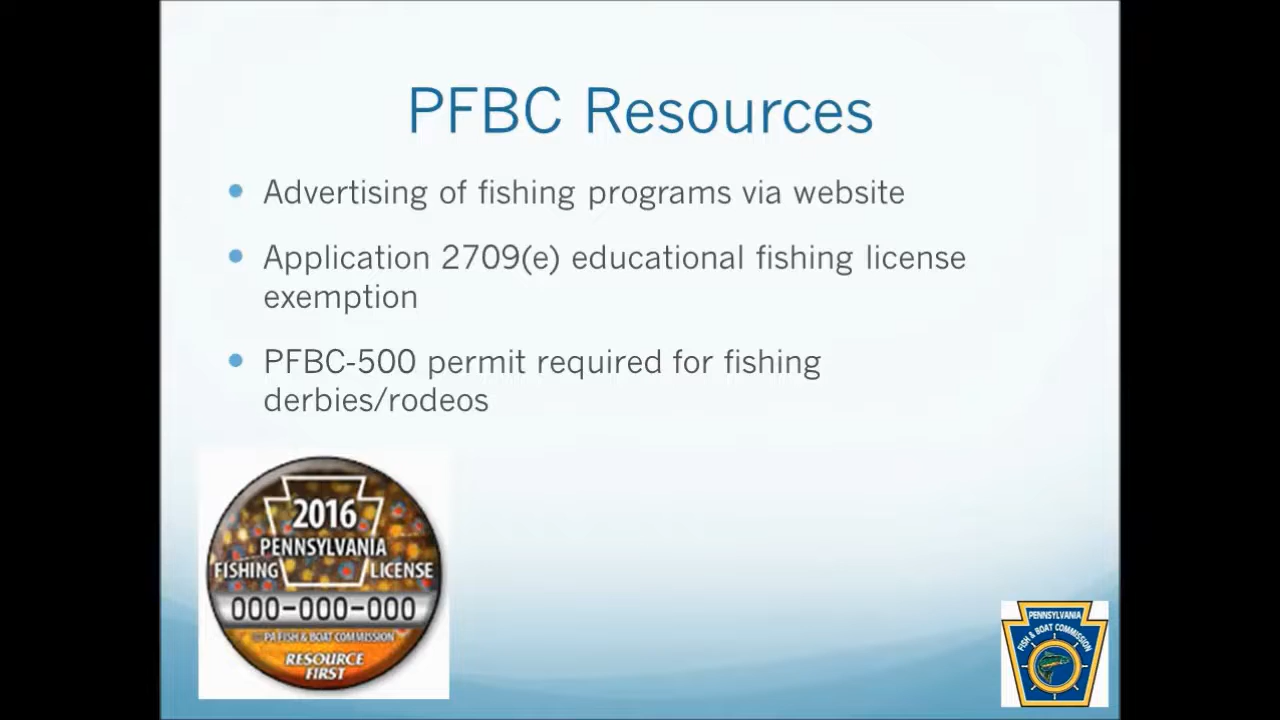 PFBC Resources
Advertising of fishing programs via website
Application 2709(e) educational fishing license
exemption
PFBC-500 permit required for fishing
derbies/rodeos
2016
PENNSYLVANIA
FISHING LICENSE
000-000-000
©PA FISH & BOAT COMMISSION
RESOURCE
FIRST
PENNSYLVANIA
FISH & BOAT COMMISSION